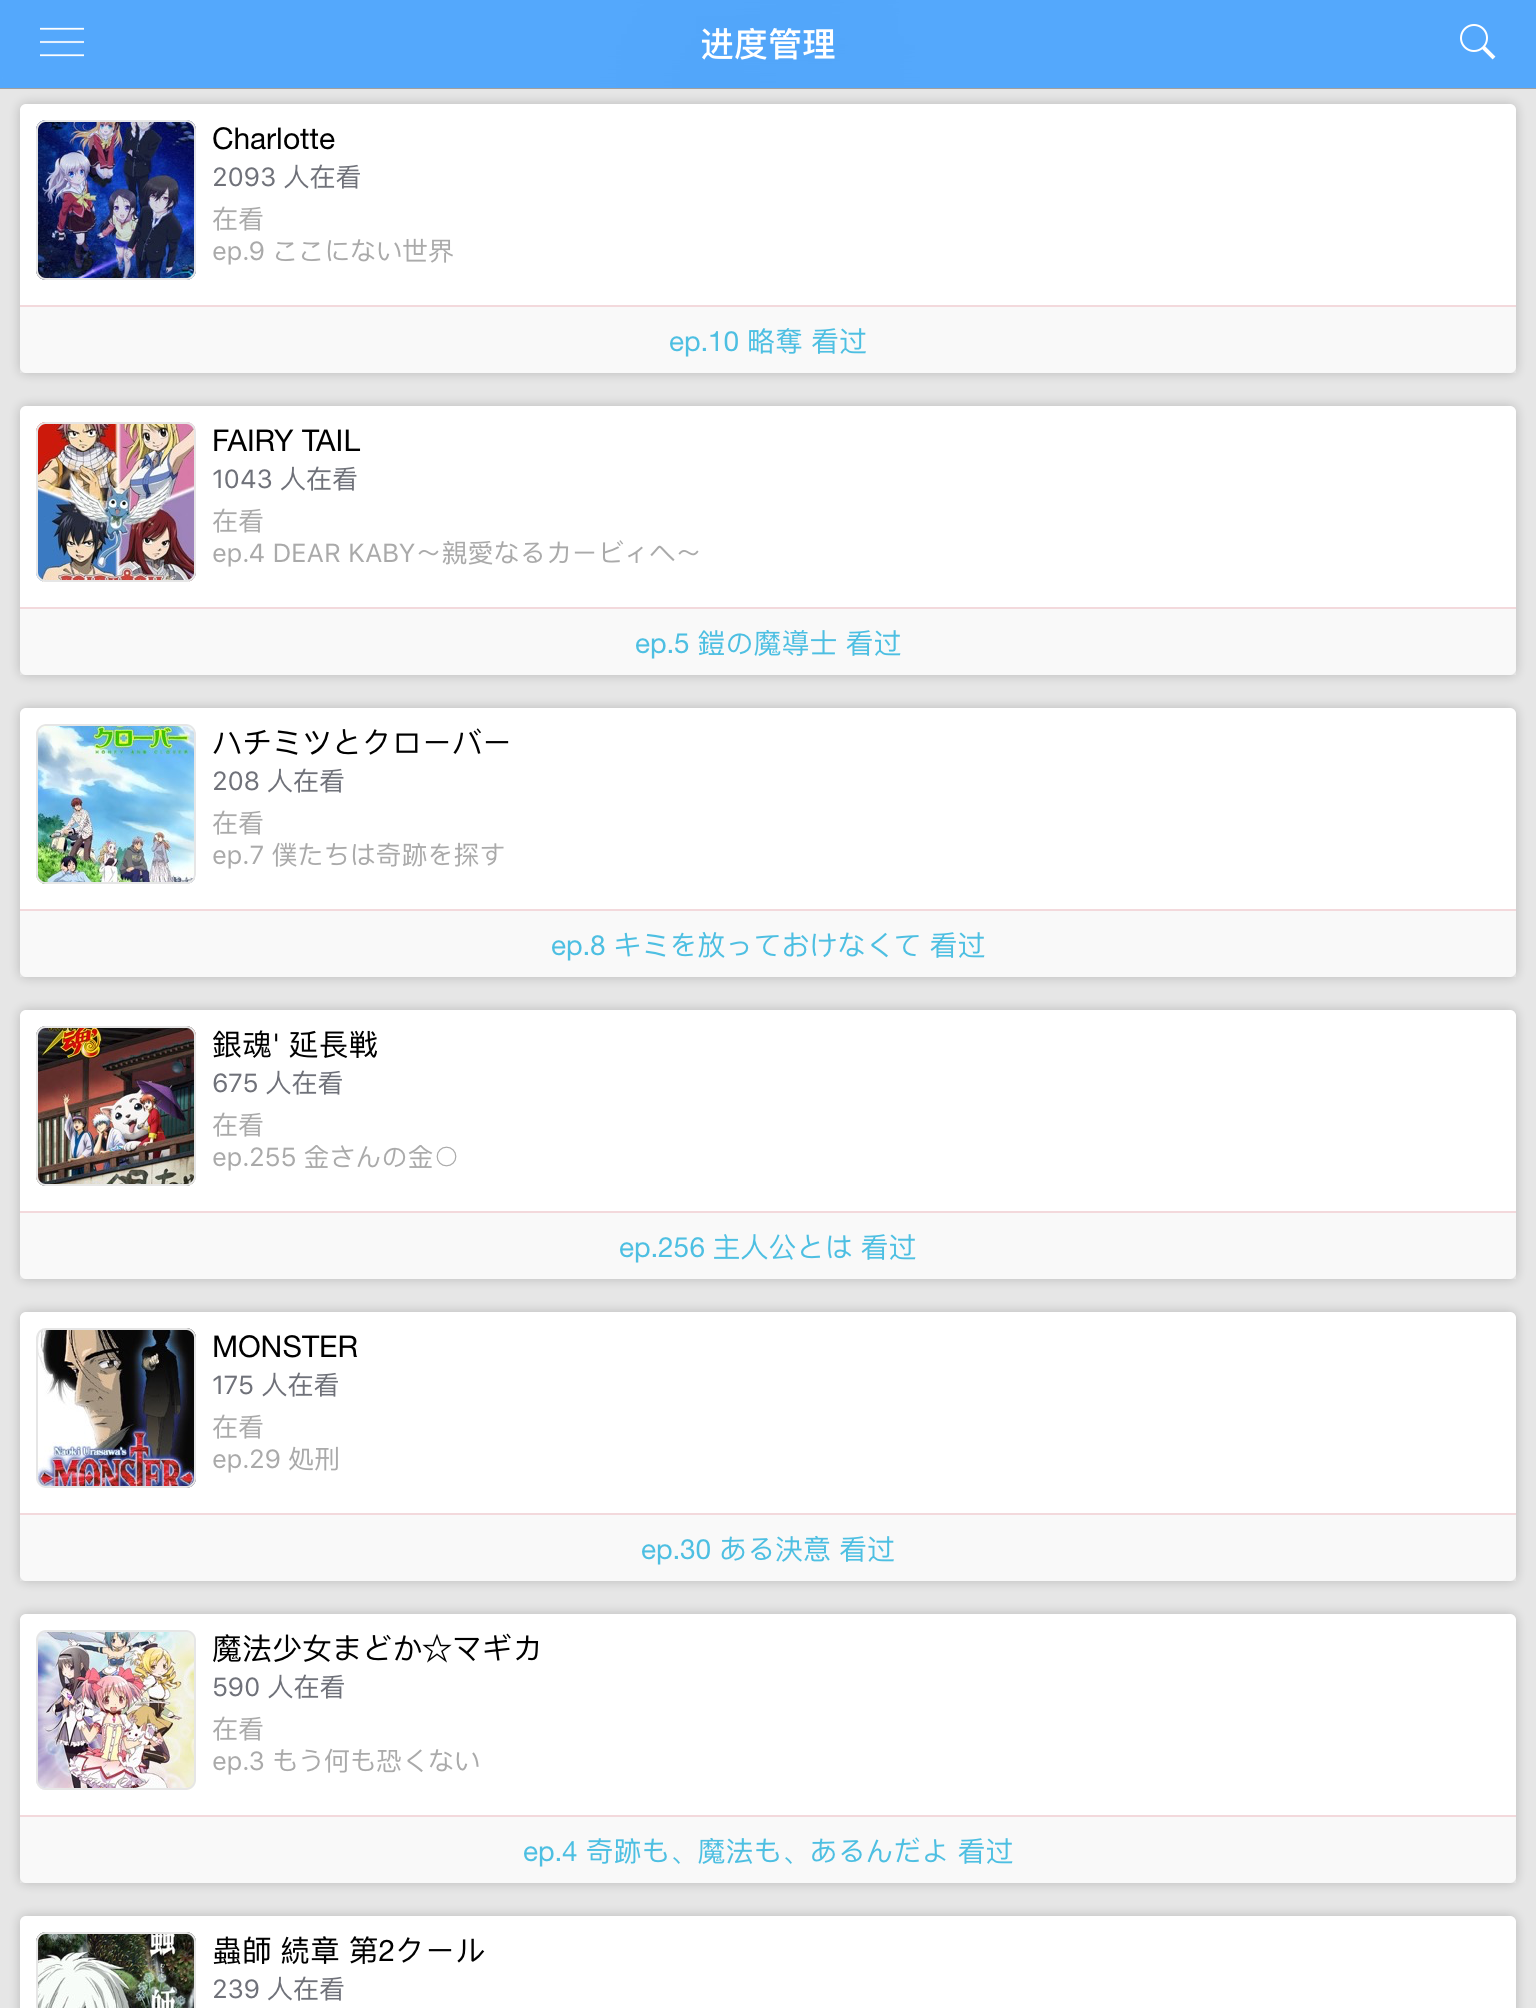 进度管理
Charlotte
2093 人在看
在看
ep.9 ここにない世界
ep.10 略奪 看过
FAIRY TAIL
1043 人在看
在看
ep.4 DEAR KABY～親愛なるカービィへ～
ep.5 鎧の魔導士 看过
クローバー
ハチミツとクローバー
208 人在看
在看
ep.7 僕たちは奇跡を探す
ep.8 キミを放っておけなくて 看过
魂
銀魂' 延長戦
675 人在看
在看
ep.255 金さんの金〇
ep.256 主人公とは 看过
Naoki Urasawa's
MONSTER
MONSTER
175 人在看
在看
ep.29 処刑
ep.30 ある決意 看过
魔法少女まどか☆マギカ
590 人在看
在看
ep.3 もう何も恐くない
ep.4 奇跡も、魔法も、あるんだよ 看过
蟲師 続章 第2クール
239 人在看